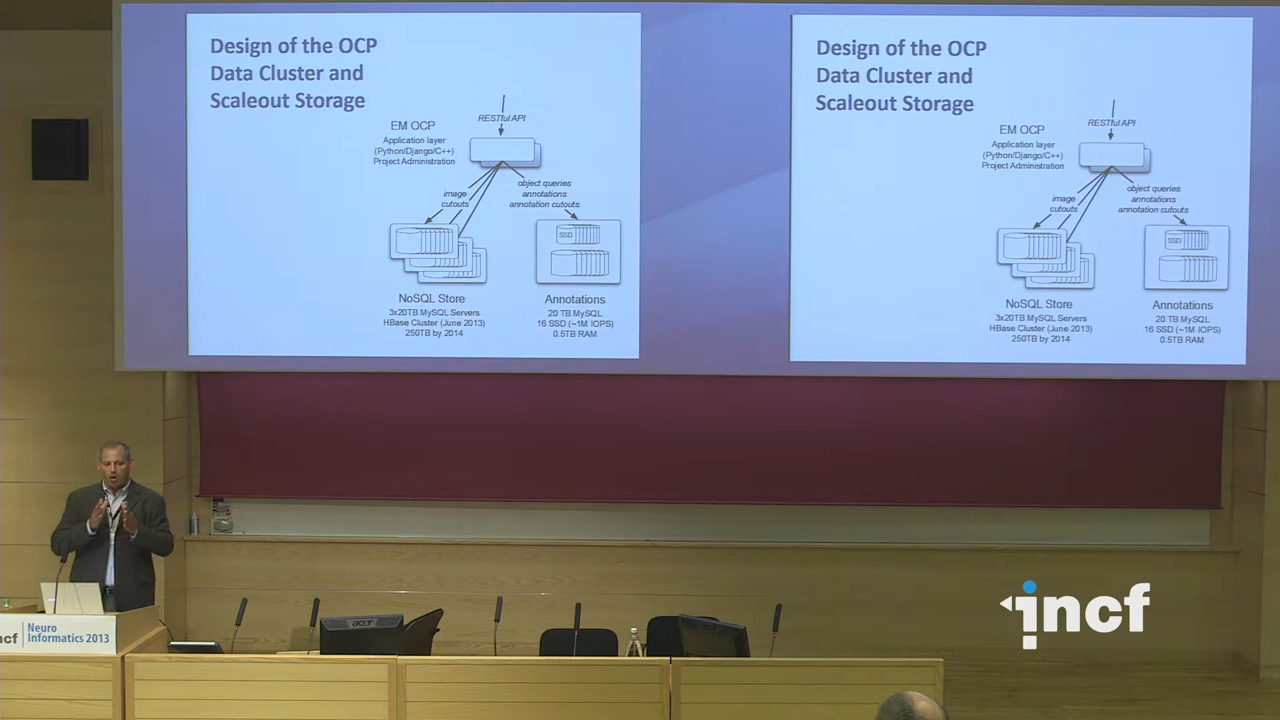 Design of the OCP
Data Cluster and
Scaleout Storage
RESTful API
EM OCP
Application layer
(Python/Django/C++)
Project Administration
image
cutouts
object queries
annotations
annotation cutouts
SSD
NoSQL Store
3x20TB MySQL Servers
HBase Cluster (June 2013)
250TB by 2014
Annotations
20 TB MySQL
16 SSD (~1M IOPS)
0.5TB RAM
Design of the OCP
Data Cluster and
Scaleout Storage
RESTful API
EM OCP
Application layer
(Python/Django/C++)
Project Administration
image
cutouts
object queries
annotations
annotation cutouts
SSD
NoSQL Store
3x20TB MySQL Servers
HBase Cluster (June 2013)
250TB by 2014
Annotations
20 TB MySQL
16 SSD (~1M IOPS)
0.5TB RAM
incf
ncf
Neuro
Informatics 2013
acer